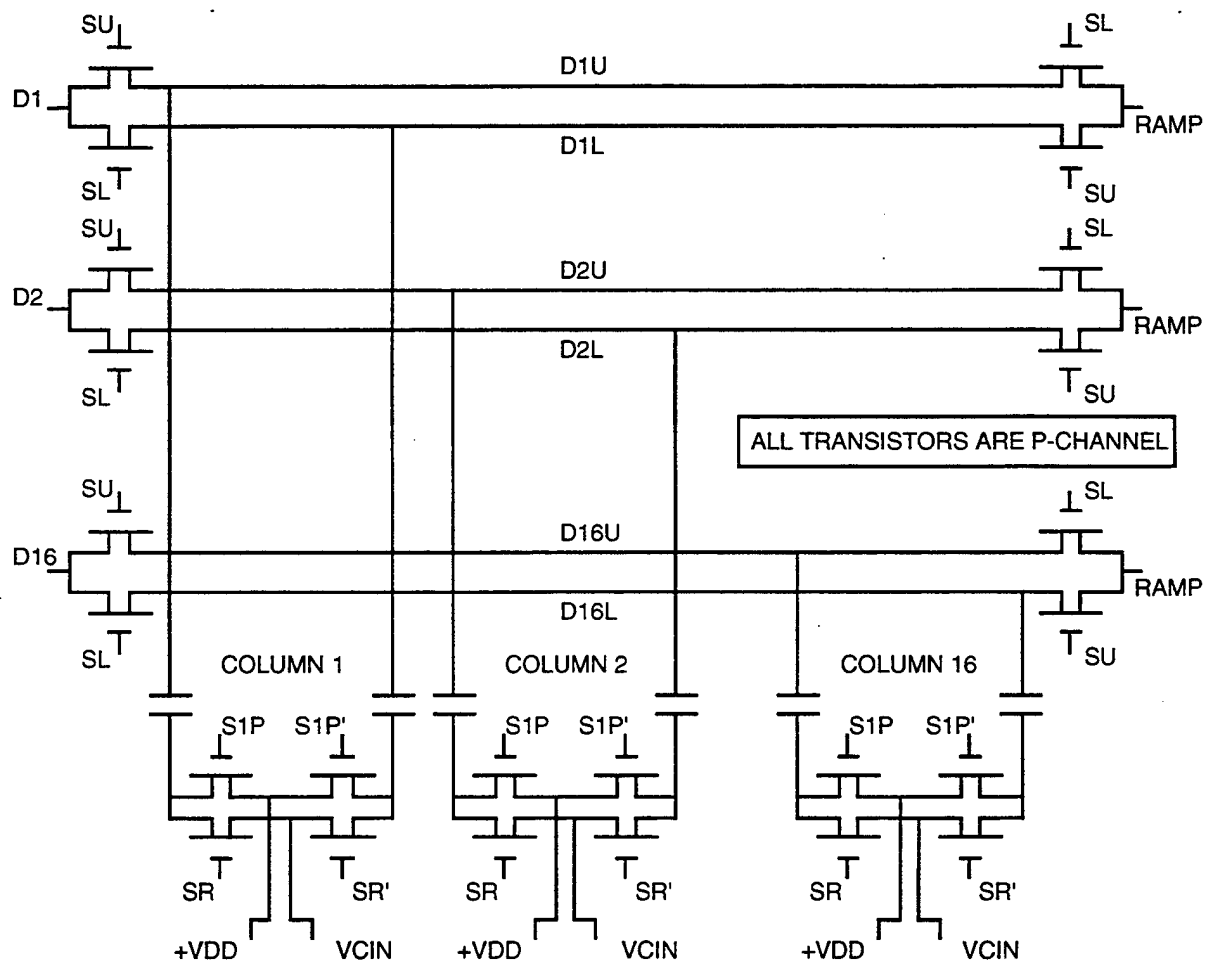 SU SL
D1U
D1 RAMP
D1L
SL SU
SU SL
D2U
D2 RAMP
D2L
SL SU
ALL TRANSISTORS ARE P-CHANNEL
SU SL
D16U
D16 RAMP
D16L
SL SU
COLUMN 1 COLUMN 2 COLUMN 16
S1P S1P' S1P S1P' S1P S1P'
SR SR' SR SR' SR SR'
+VDD VCIN +VDD VCIN +VDD VCIN